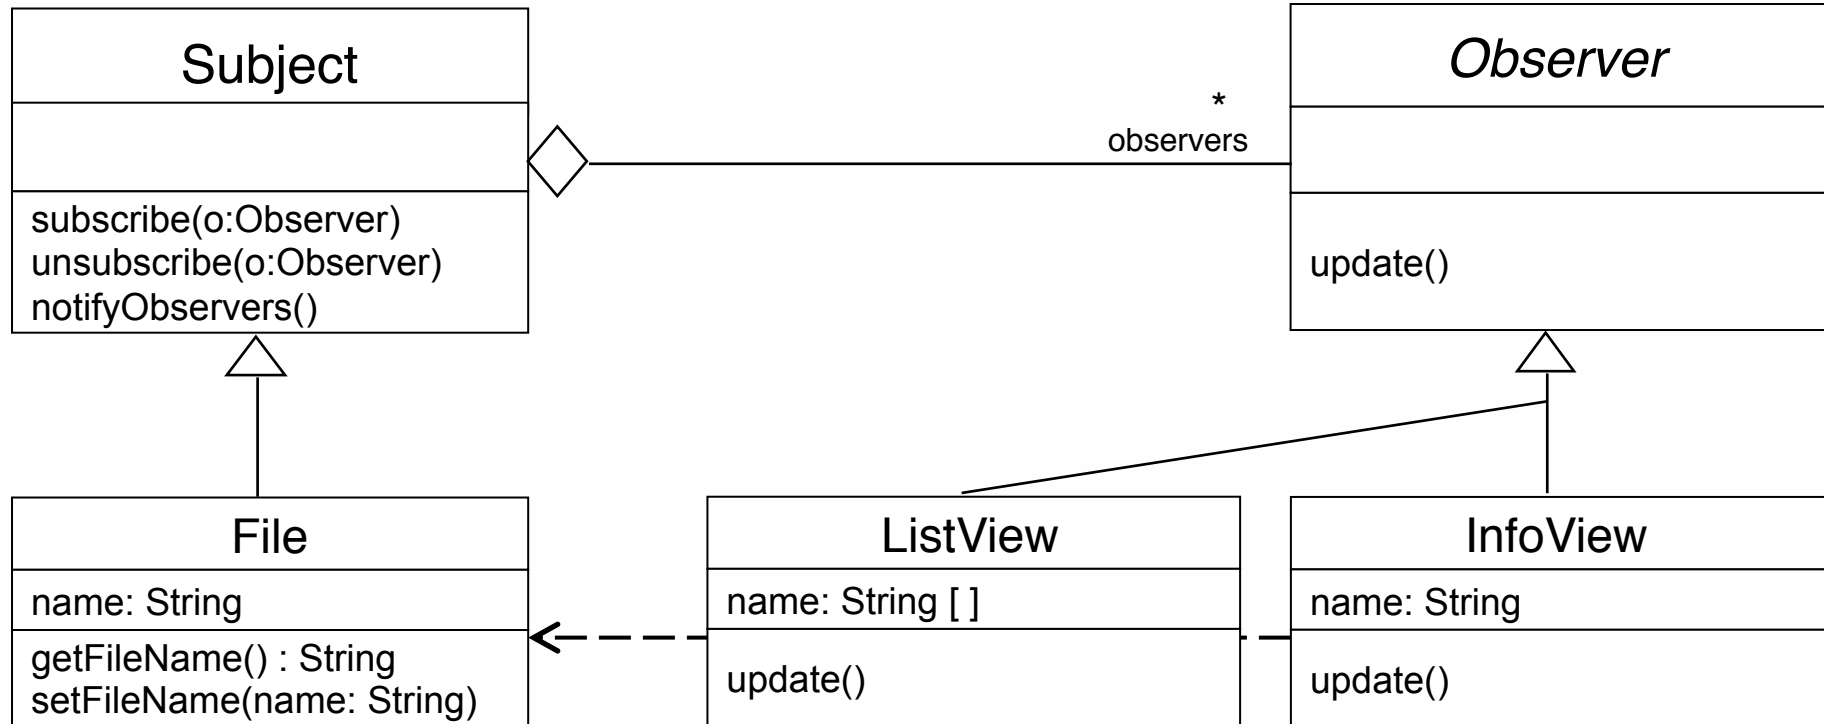 Subject
subscribe(o:Observer)
unsubscribe(o:Observer)
notifyObservers()
*
observers
Observer
update()
File
name: String
getFileName() : String
setFileName(name: String)
ListView
name: String [ ]
update()
InfoView
name: String
update()